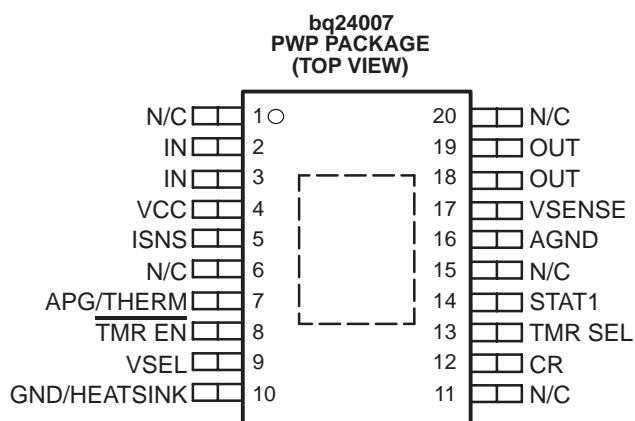 bq24007
PWP PACKAGE
(TOP VIEW)
N/C 1 20 N/C
IN 2 19 OUT
IN 3 18 OUT
VCC 4 17 VSENSE
ISNS 5 16 AGND
N/C 6 15 N/C
APG/THERM 7 14 STAT1
TMR EN 8 13 TMR SEL
VSEL 9 12 CR
GND/HEATSINK 10 11 N/C